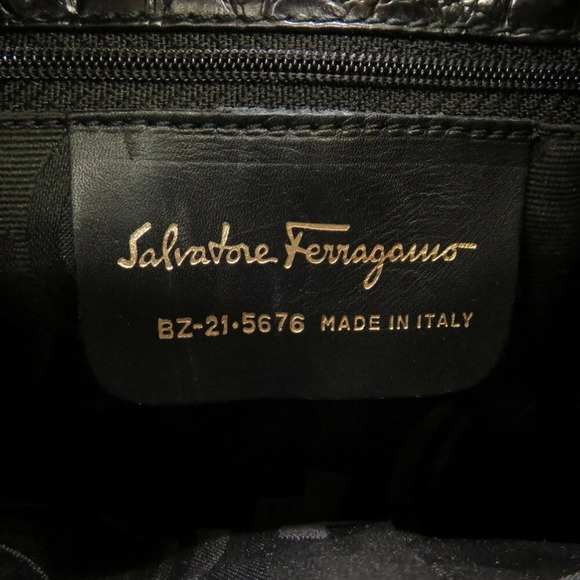 Salvatore Ferragamo
BZ-21·5676 MADE IN ITALY